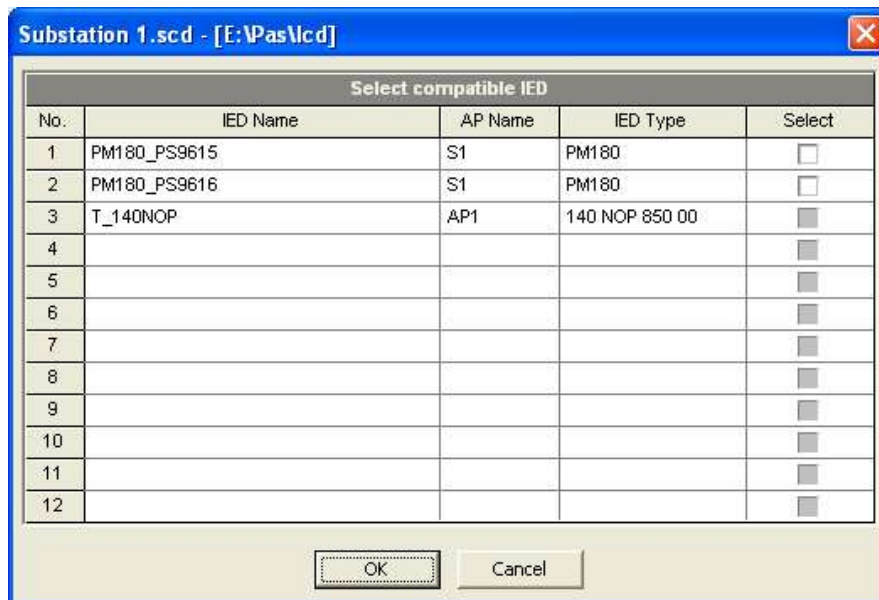 Substation 1.scd - [E:\Pas\Icd]
Select compatible IED
No. IED Name AP Name IED Type Select
1 PM180_PS9615 S1 PM180
2 PM180_PS9616 S1 PM180
3 T_140NOP AP1 140 NOP 850 00
4
5
6
7
8
9
10
11
12
OK Cancel